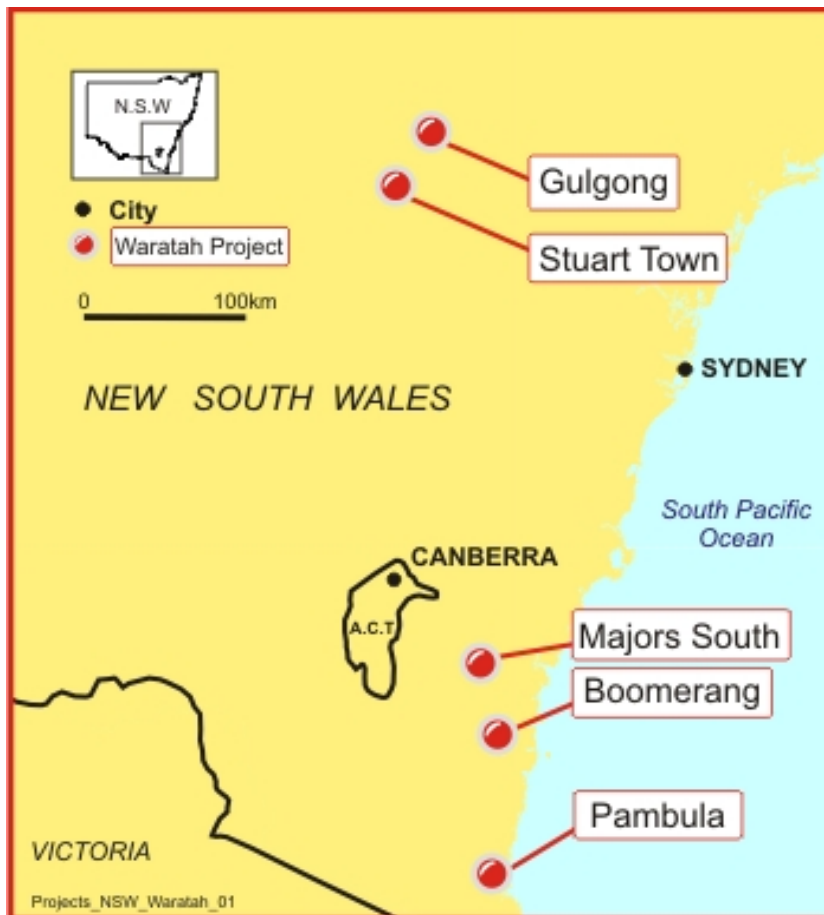 N.S.W
City
Waratah Project
0 100km
Gulgong
Stuart Town
SYDNEY
NEW SOUTH WALES
South Pacific
Ocean
CANBERRA
A.C.T
Majors South
Boomerang
Pambula
VICTORIA
Projects_NSW_Waratah_01